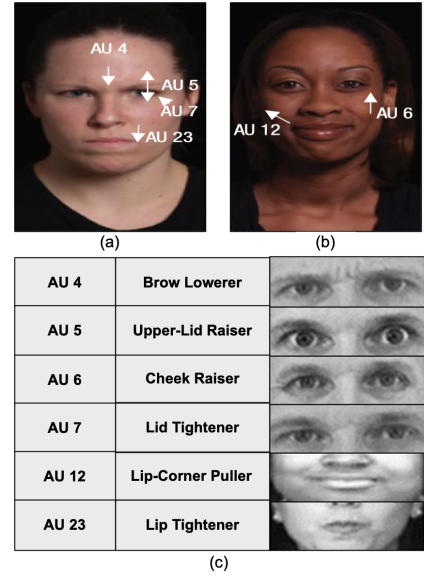 AU 4
AU 5
AU 7
AU 23
AU 12
AU 6
(a)
(b)
AU 4 Brow Lowerer
AU 5 Upper-Lid Raiser
AU 6 Cheek Raiser
AU 7 Lid Tightener
AU 12 Lip-Corner Puller
AU 23 Lip Tightener
(c)